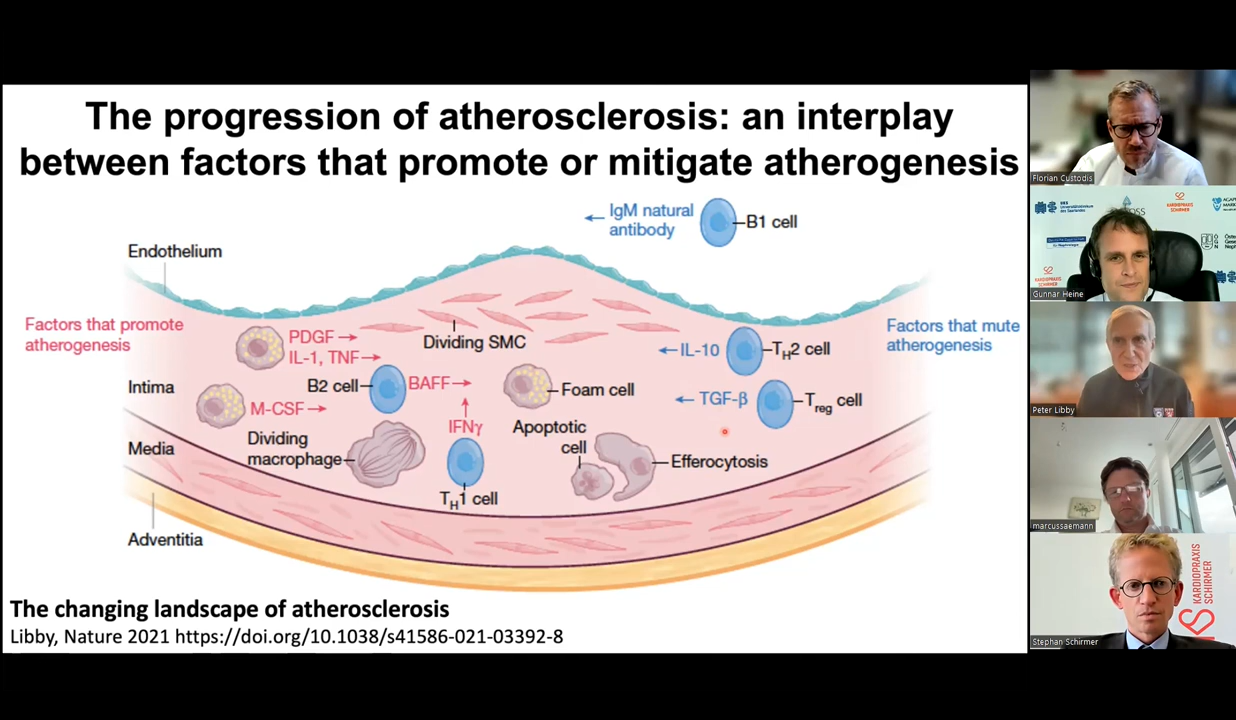 The progression of atherosclerosis: an interplay
between factors that promote or mitigate atherogenesis
IgM natural
antibody
B1 cell
Endothelium
Factors that promote
atherogenesis
PDGF
IL-1, TNF
Dividing SMC
Factors that mute
atherogenesis
IL-10
TH2 cell
Intima
B2 cell
BAFF
Foam cell
M-CSF
TGF-β
Treg cell
IFNγ
Dividing
macrophage
Apoptotic
cell
Media
Efferocytosis
TH1 cell
Adventitia
The changing landscape of atherosclerosis
Libby, Nature 2021 https://doi.org/10.1038/s41586-021-03392-8
Florian Custodis
KARDIOPRAXIS
SCHIRMER
Gunnar Heine
Peter Libby
marcussaemann
KARDIOPRAXIS
SCHIRMER
Stephan Schirmer